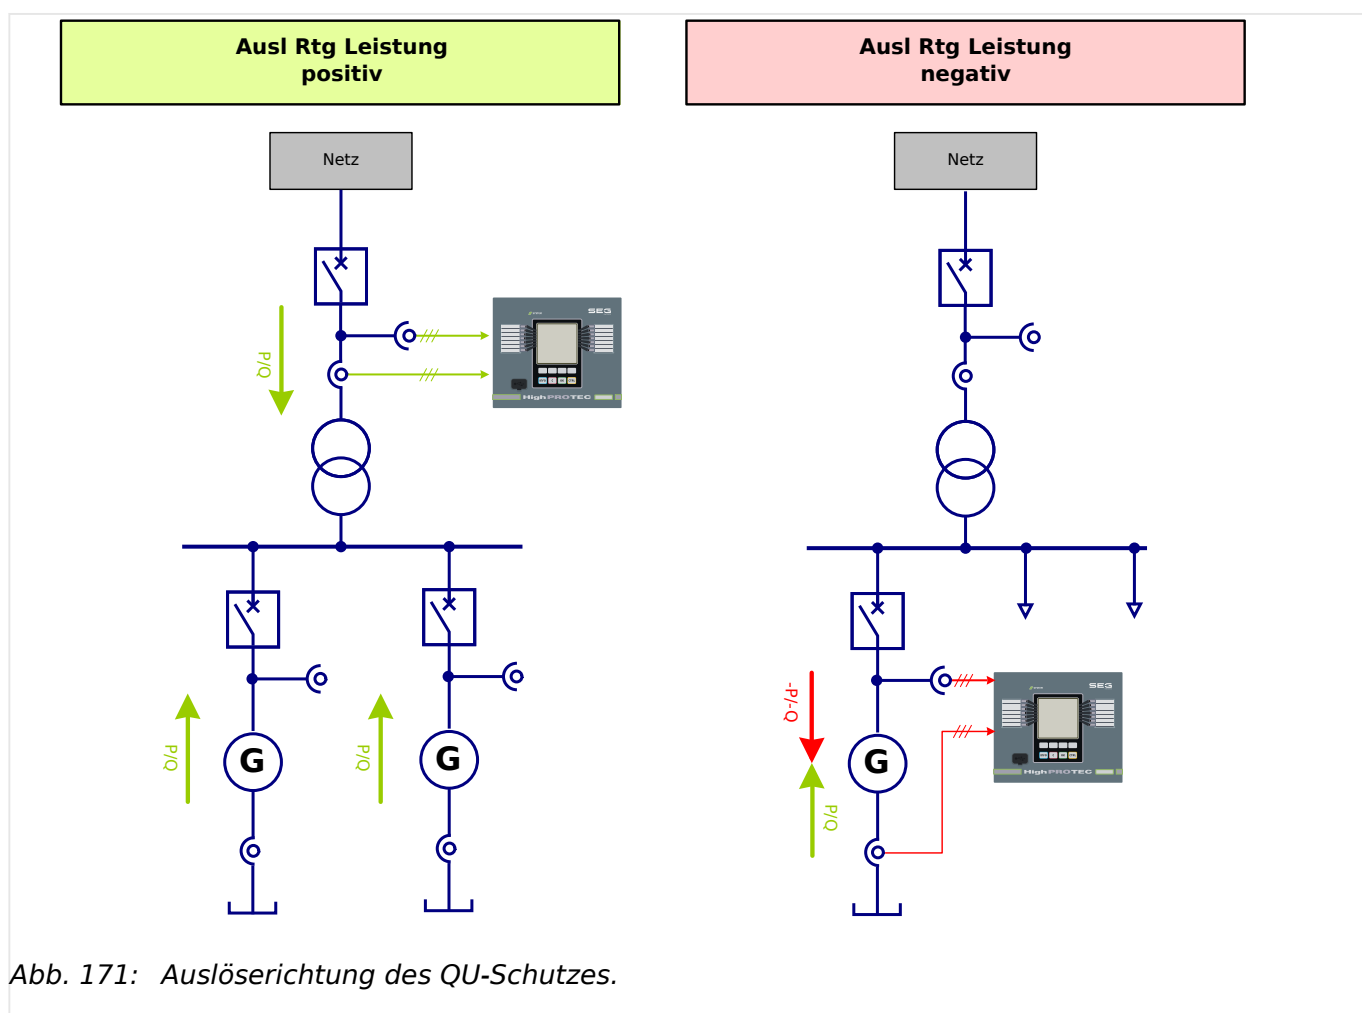 Ausl Rtg Leistung
positiv
Ausl Rtg Leistung
negativ
Netz
Netz
SEG
P/Q
HighPROTEC
P/Q
P/Q
G
G
-P/-Q
SEG
G
HighPROTEC
P/Q
Abb. 171: Auslöserichtung des QU-Schutzes.